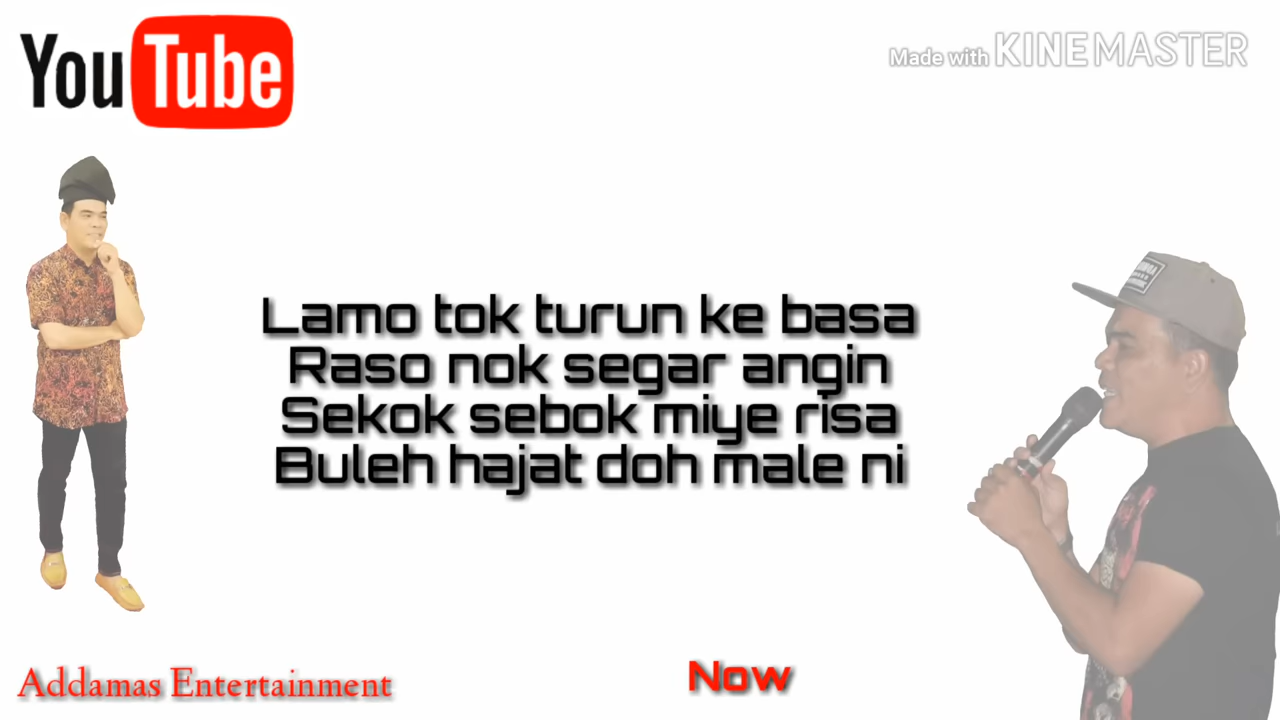 YouTube
Made with KINEMASTER
Lamo tok turun ke basa
Raso nok segar angin
Sekok sebok miye risa
Buleh hajat doh male ni
Addamas Entertainment
Now